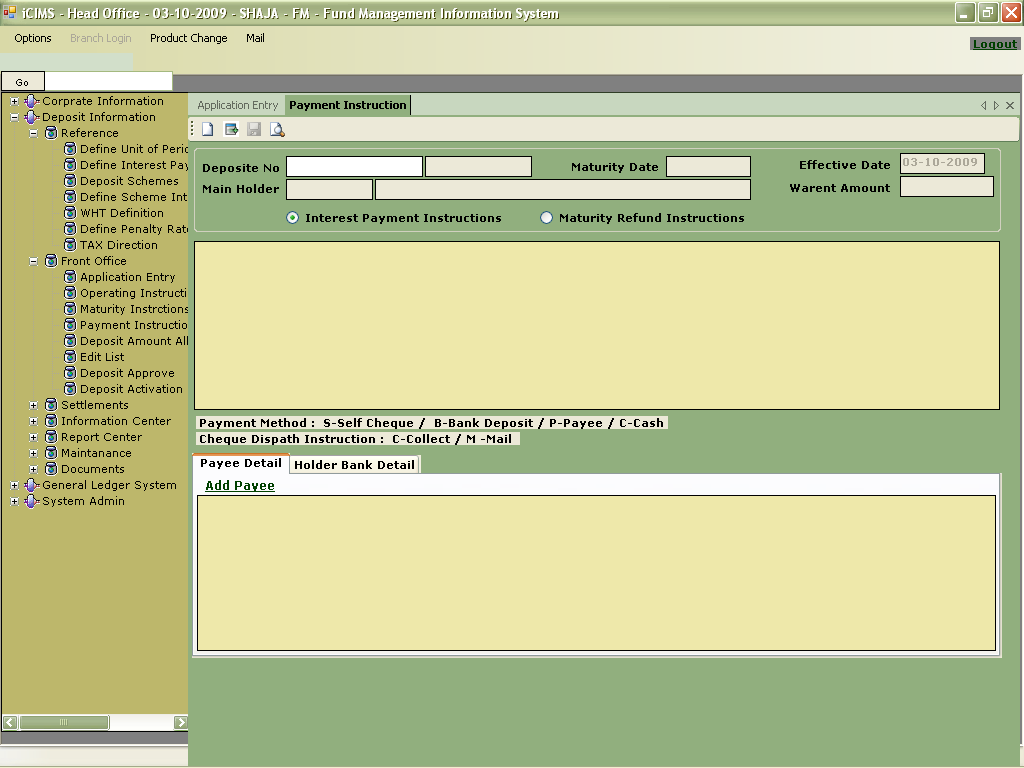 iCIMS - Head Office - 03-10-2009 - SHAJA - FM - Fund Management Information System
Options Branch Login Product Change Mail
Logout
Go
Corprate Information
Deposit Information
Reference
Define Unit of Peric
Define Interest Pay
Deposit Schemes
Define Scheme Int
WHT Definition
Define Penalty Rate
TAX Direction
Front Office
Application Entry
Operating Instructi
Maturity Instrctions
Payment Instructio
Deposit Amount All
Edit List
Deposit Approve
Deposit Activation
Settlements
Information Center
Report Center
Maintanance
Documents
General Ledger System
System Admin
Application Entry Payment Instruction
Deposite No Maturity Date Effective Date 03-10-2009
Main Holder Warent Amount
Interest Payment Instructions Maturity Refund Instructions
Payment Method : S-Self Cheque / B-Bank Deposit / P-Payee / C-Cash
Cheque Dispath Instruction : C-Collect / M -Mail
Payee Detail Holder Bank Detail
Add Payee